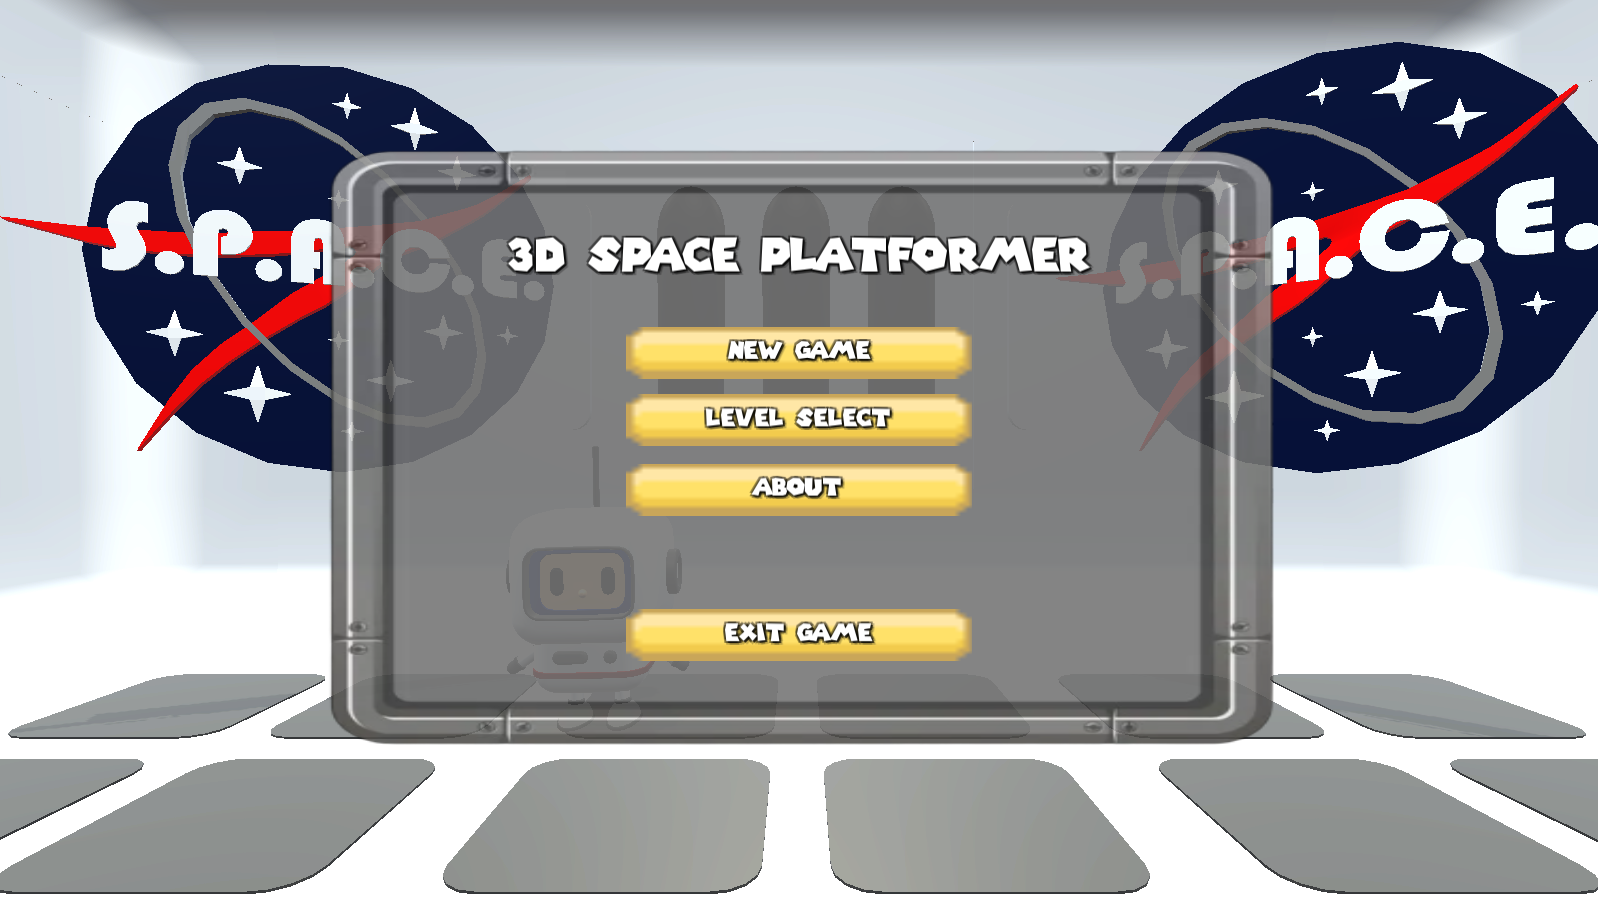 S.P.A.C.E.
S.P.A.C.E.
3D SPACE PLATFORMER
NEW GAME
LEVEL SELECT
ABOUT
EXIT GAME